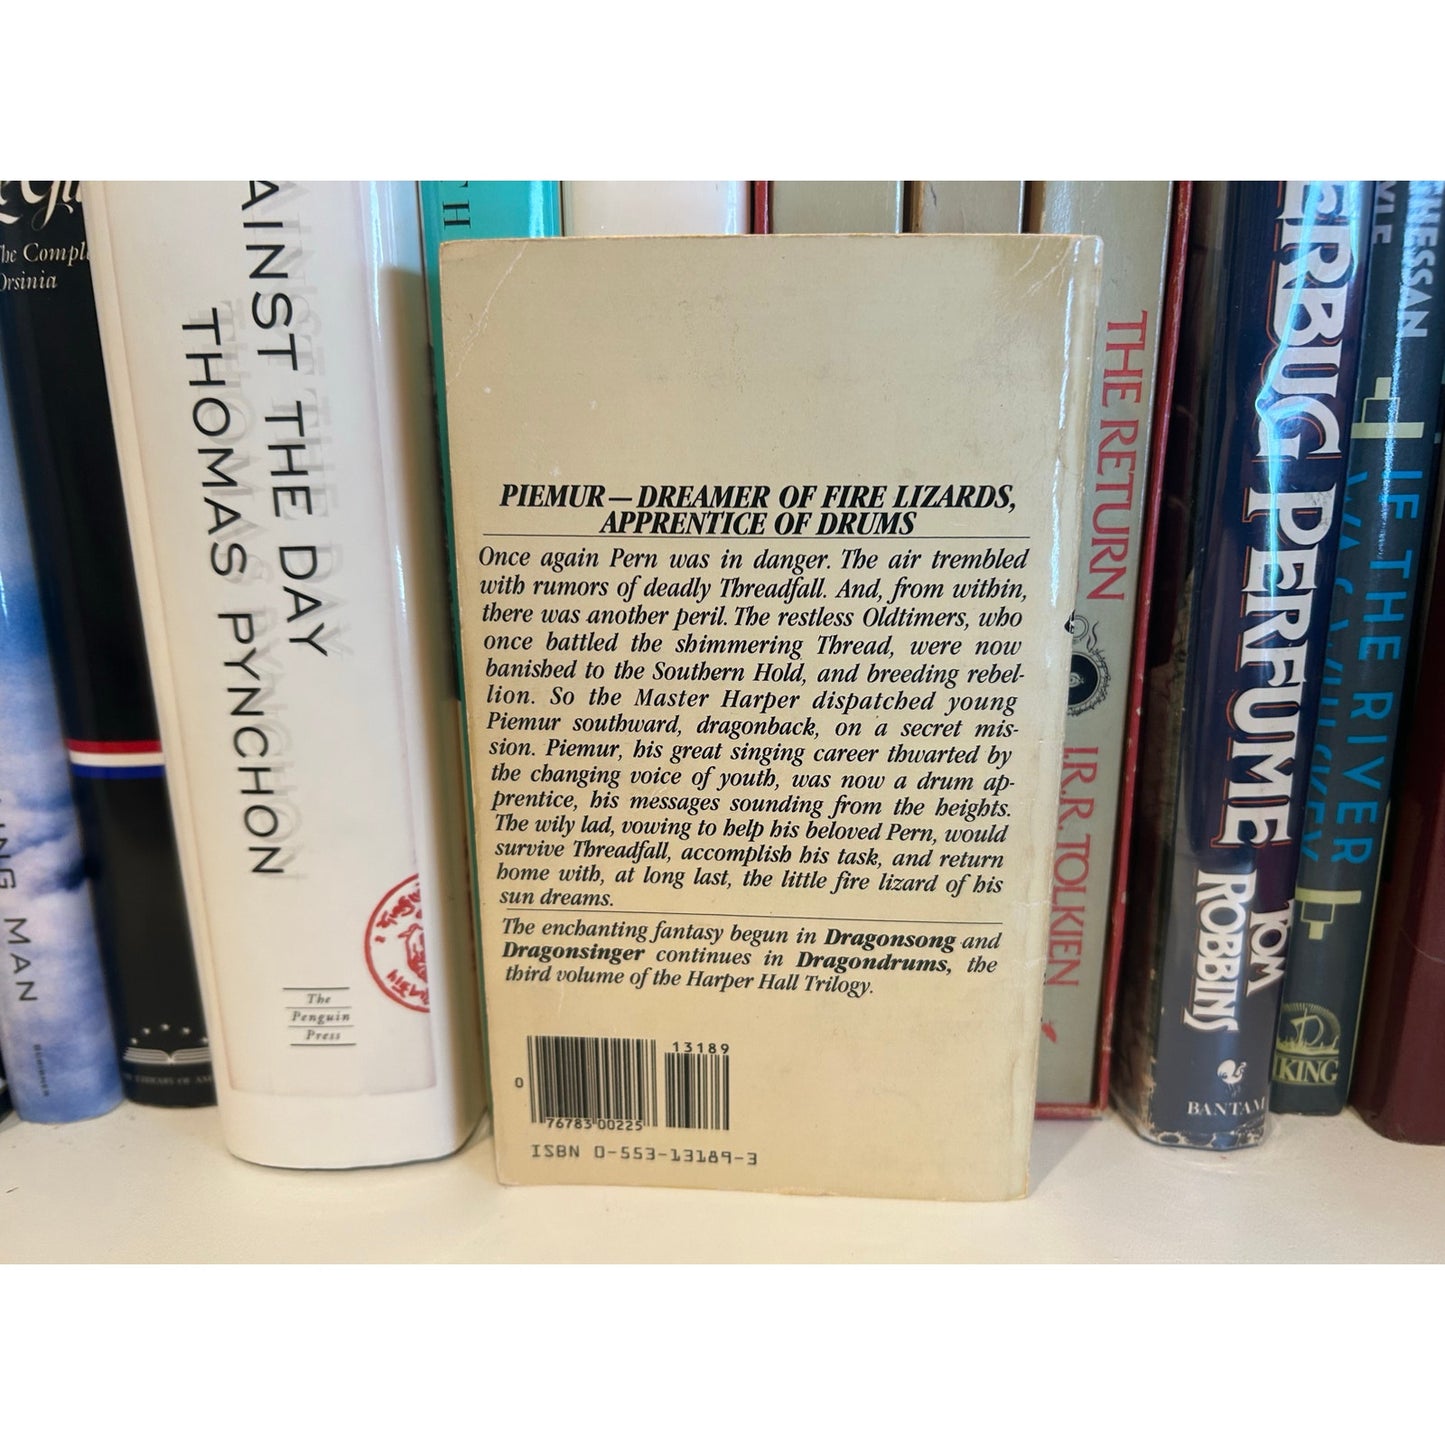 he Compl
Orsinia
ING MAN
SCRIBNER
AINST THE DAY
THOMAS PYNCHON
The
Penguin
Press
H
PIEMUR—DREAMER OF FIRE LIZARDS,
APPRENTICE OF DRUMS
Once again Pern was in danger. The air trembled
with rumors of deadly Threadfall. And, from within,
there was another peril. The restless Oldtimers, who
once battled the shimmering Thread, were now
banished to the Southern Hold, and breeding rebel-
lion. So the Master Harper dispatched young
Piemur southward, dragonback, on a secret mis-
sion. Piemur, his great singing career thwarted by
the changing voice of youth, was now a drum ap-
prentice, his messages sounding from the heights.
The wily lad, vowing to help his beloved Pern, would
survive Threadfall, accomplish his task, and return
home with, at long last, the little fire lizard of his
sun dreams.
The enchanting fantasy begun in Dragonsong and
Dragonsinger continues in Dragondrums, the
third volume of the Harper Hall Trilogy.
13189
0
76783 00225
ISBN 0-553-13189-3
THE RETURN
J.R.R. TOLKIEN
ERBUG PERFUME
TOM
ROBBINS
BANTAM
IE THE RIVER
HESSAN
VIKING